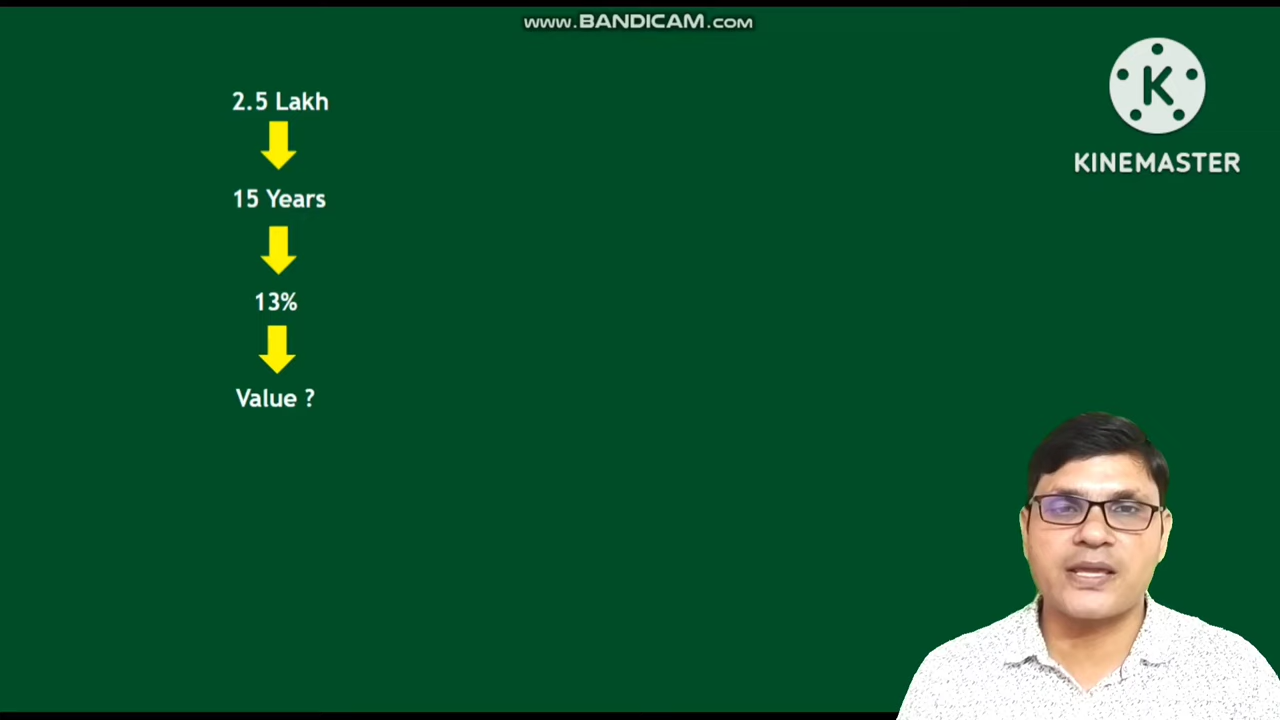 www.BANDICAM.com
2.5 Lakh
15 Years
13%
Value ?
K
KINEMASTER